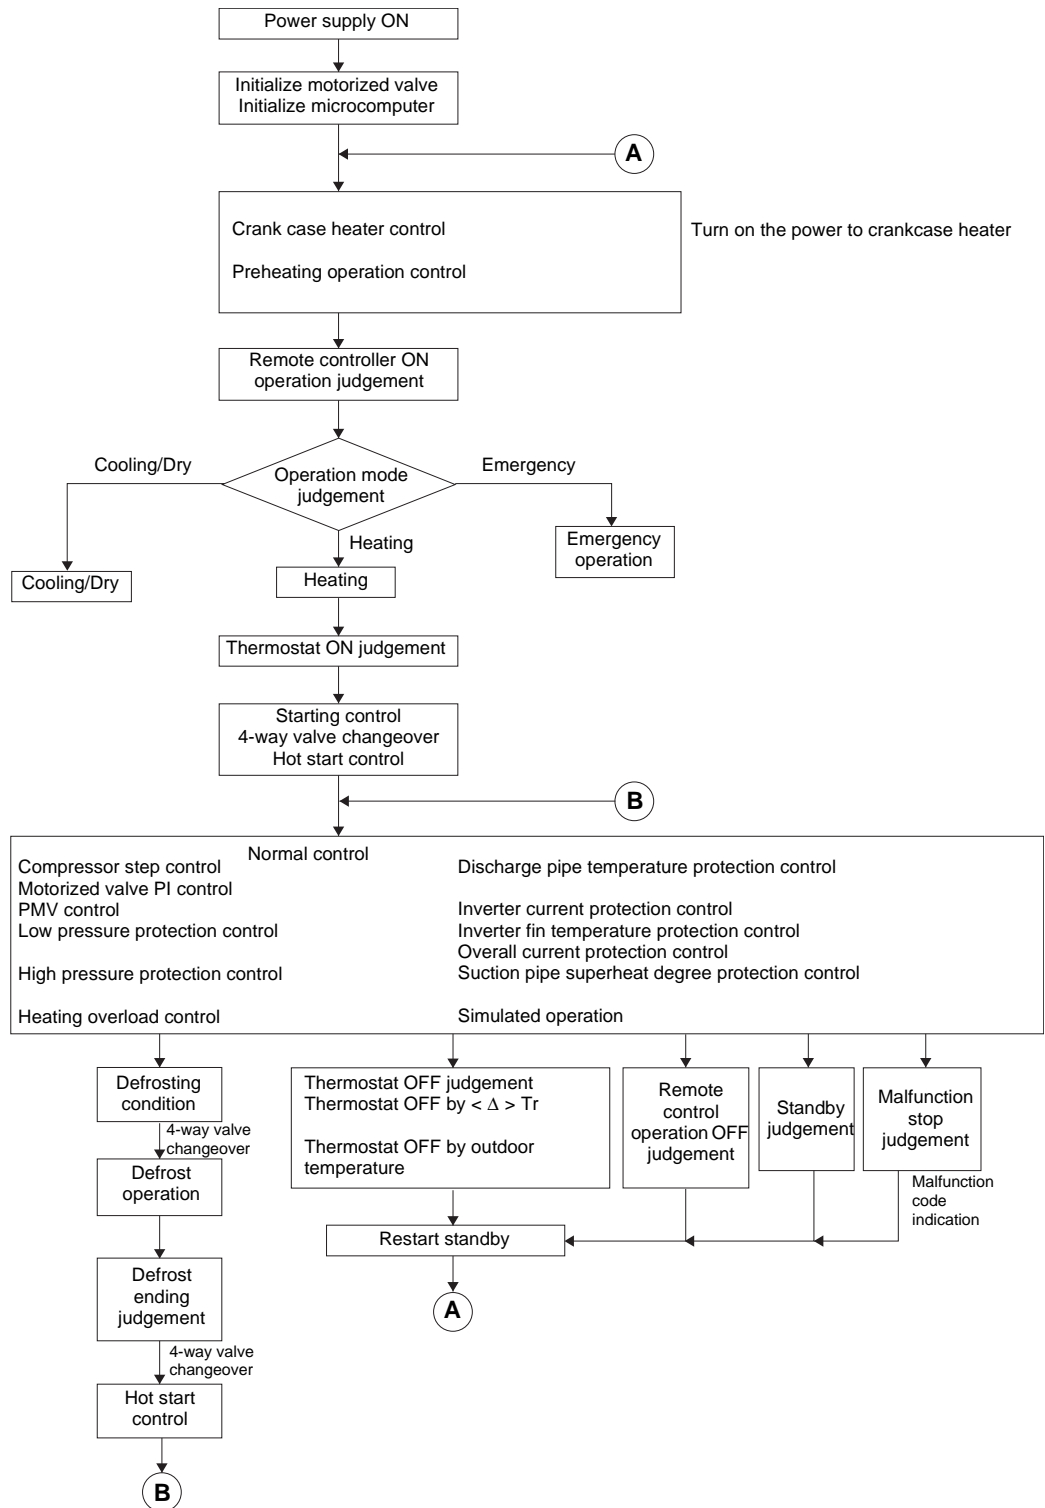 Power supply ON
Initialize motorized valve
Initialize microcomputer
A
Crank case heater control
Turn on the power to crankcase heater
Preheating operation control
Remote controller ON
operation judgement
Cooling/Dry
Operation mode
judgement
Emergency
Heating
Emergency
operation
Cooling/Dry
Heating
Thermostat ON judgement
Starting control
4-way valve changeover
Hot start control
B
Normal control
Compressor step control
Motorized valve PI control
PMV control
Low pressure protection control
High pressure protection control
Heating overload control
Discharge pipe temperature protection control
Inverter current protection control
Inverter fin temperature protection control
Overall current protection control
Suction pipe superheat degree protection control
Simulated operation
Defrosting
condition
4-way valve
changeover
Defrost
operation
Defrost
ending
judgement
4-way valve
changeover
Hot start
control
B
Thermostat OFF judgement
Thermostat OFF by < Δ > Tr
Thermostat OFF by outdoor
temperature
Remote
control
operation OFF
judgement
Standby
judgement
Malfunction
stop
judgement
Malfunction
code
indication
Restart standby
A